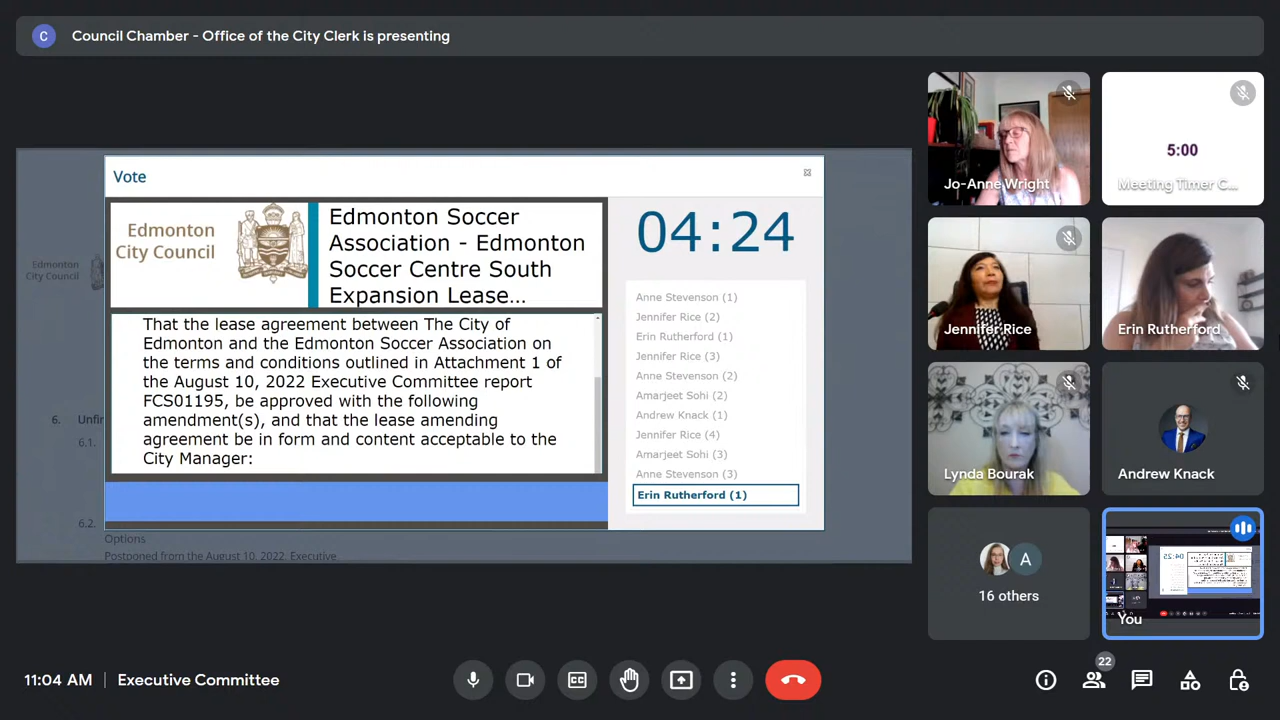 C
Council Chamber - Office of the City Clerk is presenting
Vote
Edmonton
City Council
Edmonton Soccer
Association - Edmonton
Soccer Centre South
Expansion Lease...
That the lease agreement between The City of
Edmonton and the Edmonton Soccer Association on
the terms and conditions outlined in Attachment 1 of
the August 10, 2022 Executive Committee report
FCS01195, be approved with the following
amendment(s), and that the lease amending
agreement be in form and content acceptable to the
City Manager:
04:24
Anne Stevenson (1)
Jennifer Rice (2)
Erin Rutherford (1)
Jennifer Rice (3)
Anne Stevenson (2)
Amarjeet Sohi (2)
Andrew Knack (1)
Jennifer Rice (4)
Amarjeet Sohi (3)
Anne Stevenson (3)
Erin Rutherford (1)
Edmonton
City Council
6. Unfin
6.1.
6.2.
Options
Postponed from the August 10, 2022, Executive
Jo-Anne Wright
5:00
Meeting Timer C...
Jennifer Rice
Erin Rutherford
Lynda Bourak
Andrew Knack
A
16 others
04:25
You
11:04 AM | Executive Committee
22